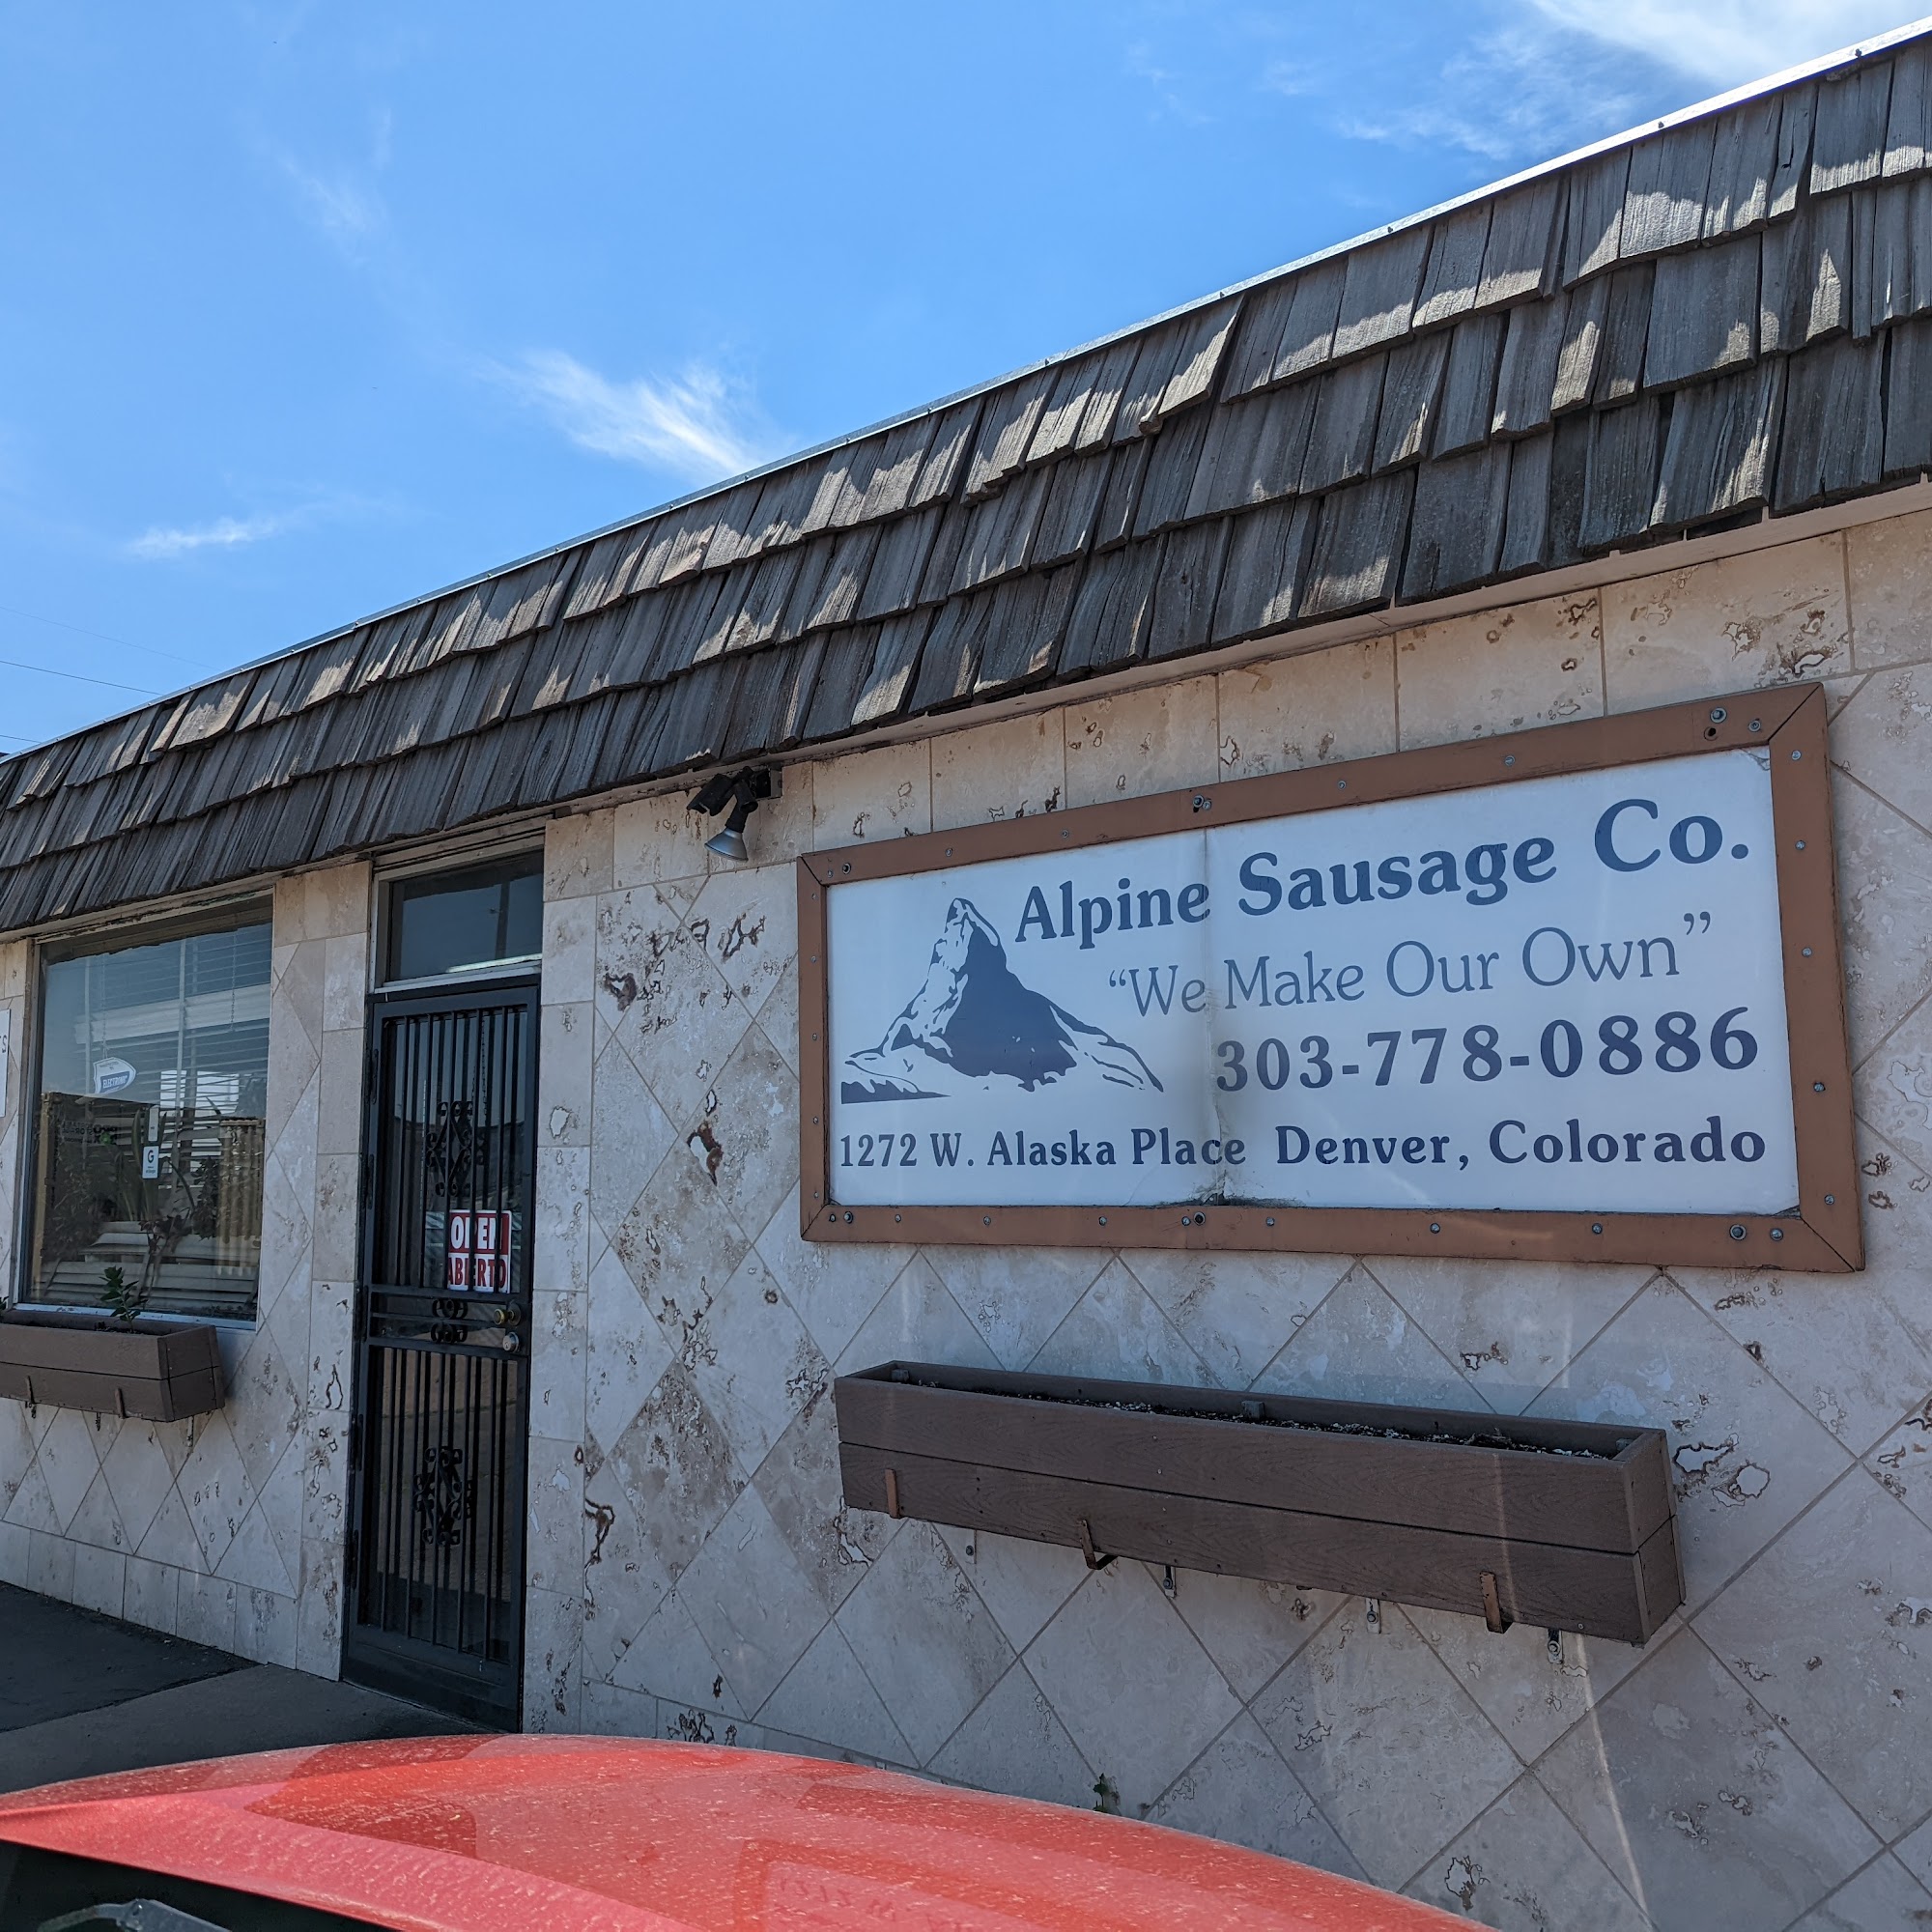 Alpine Sausage Co.
“We Make Our Own”
303-778-0886
1272 W. Alaska Place Denver, Colorado
OPEN
ABIERTO
G